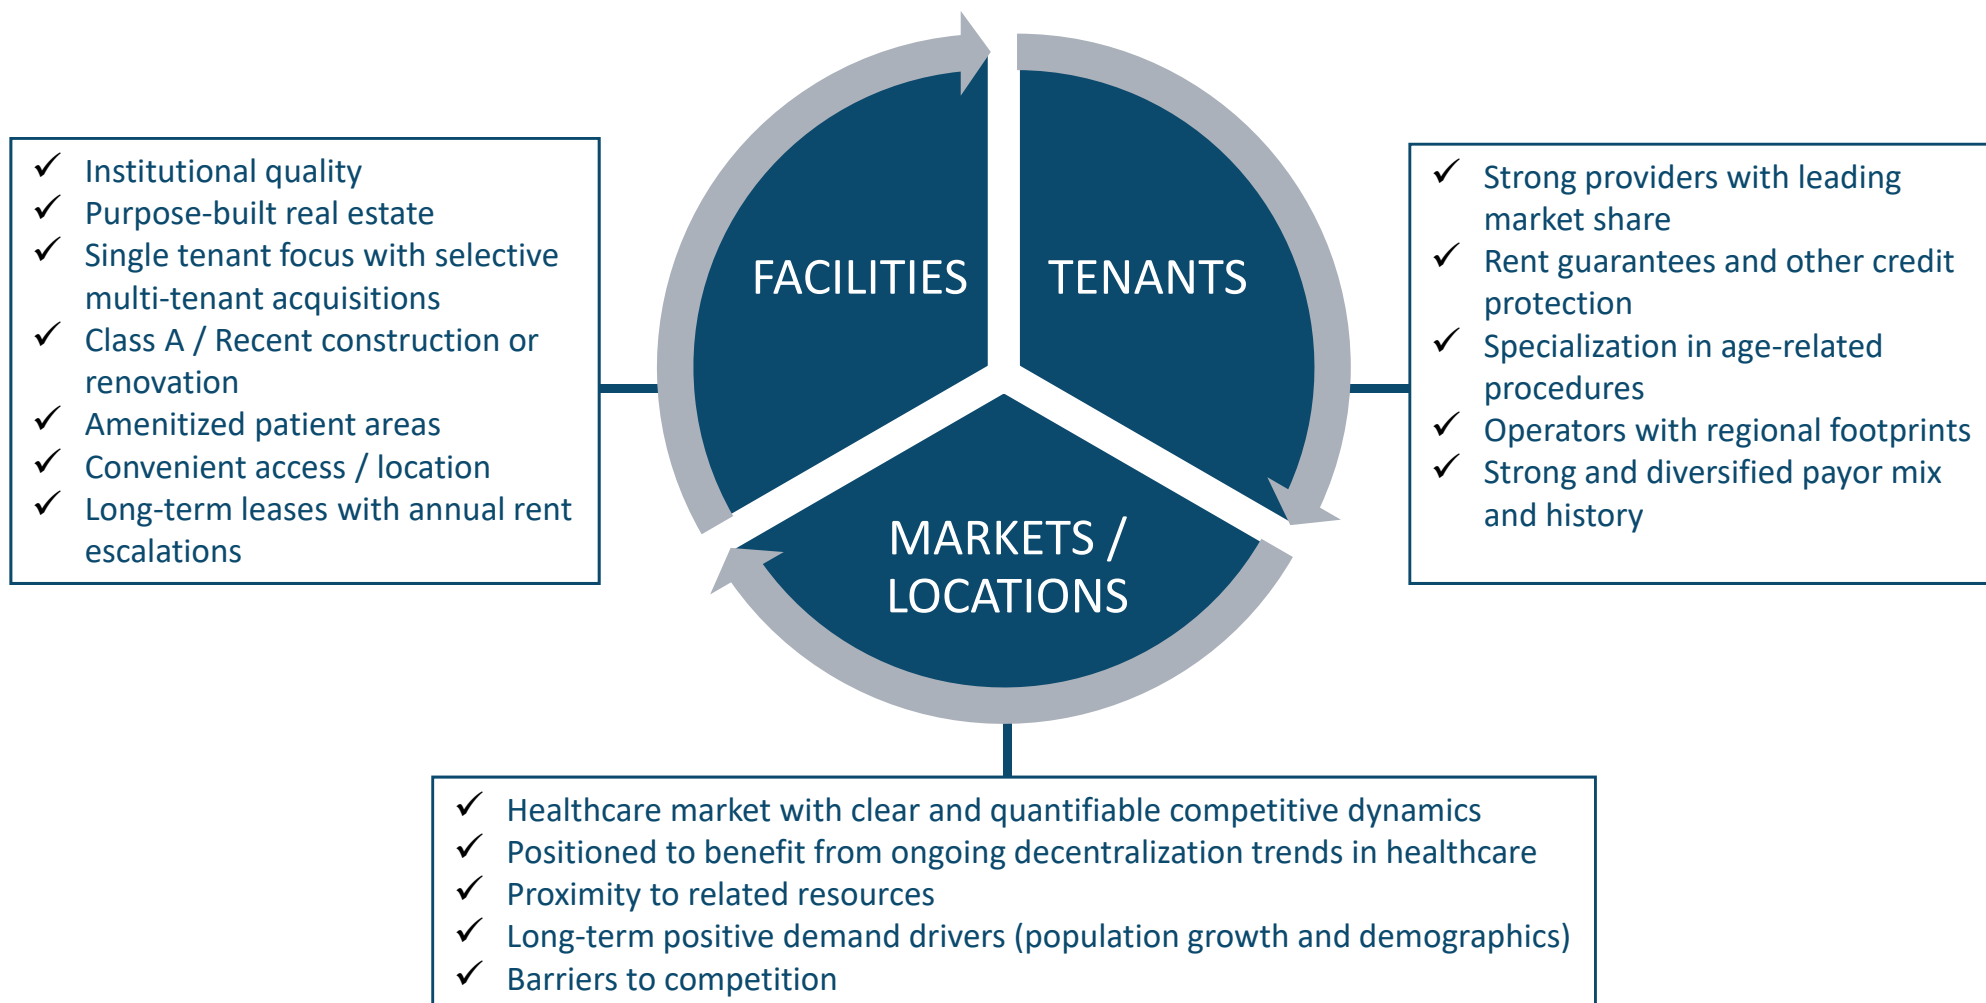 FACILITIES
TENANTS
MARKETS /
LOCATIONS
✓ Institutional quality
✓ Purpose-built real estate
✓ Single tenant focus with selective
multi-tenant acquisitions
✓ Class A / Recent construction or
renovation
✓ Amenitized patient areas
✓ Convenient access / location
✓ Long-term leases with annual rent
escalations
✓ Strong providers with leading
market share
✓ Rent guarantees and other credit
protection
✓ Specialization in age-related
procedures
✓ Operators with regional footprints
✓ Strong and diversified payor mix
and history
✓ Healthcare market with clear and quantifiable competitive dynamics
✓ Positioned to benefit from ongoing decentralization trends in healthcare
✓ Proximity to related resources
✓ Long-term positive demand drivers (population growth and demographics)
✓ Barriers to competition